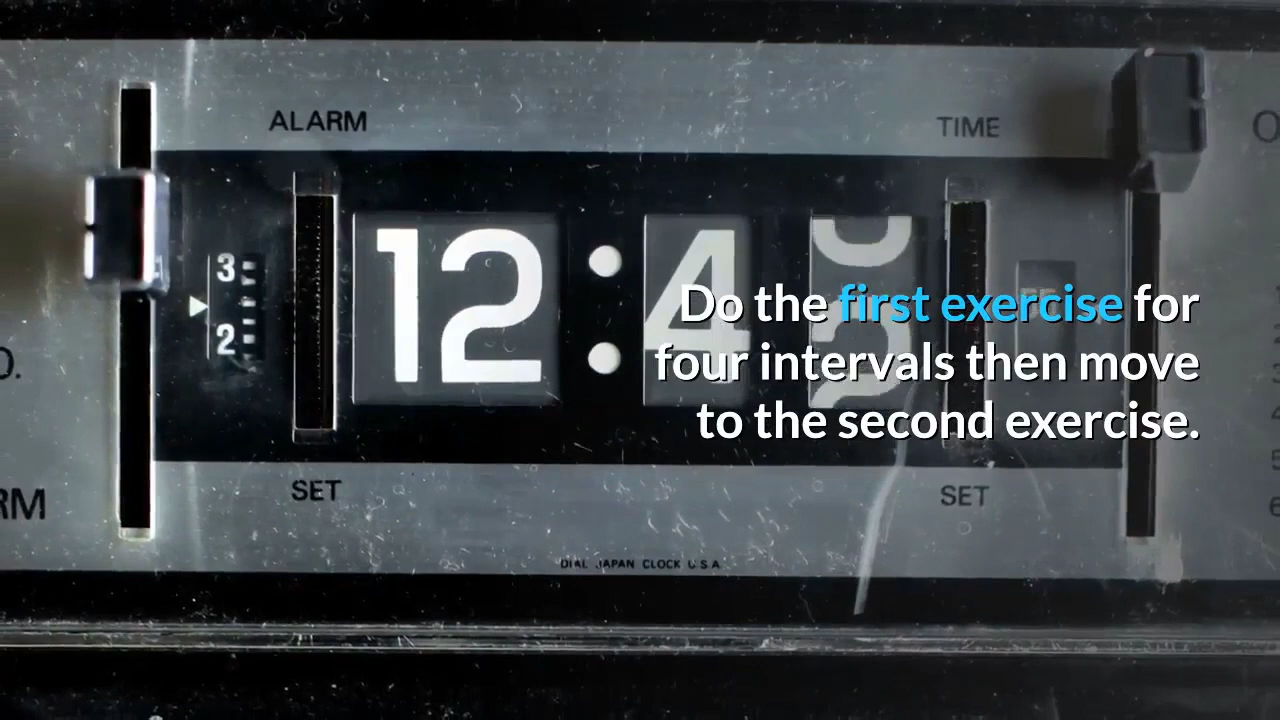 ALARM
TIME
3
2
12:4
Do the first exercise for
four intervals then move
to the second exercise.
SET
SET
RM
DIAL JAPAN CLOCK U.S.A.